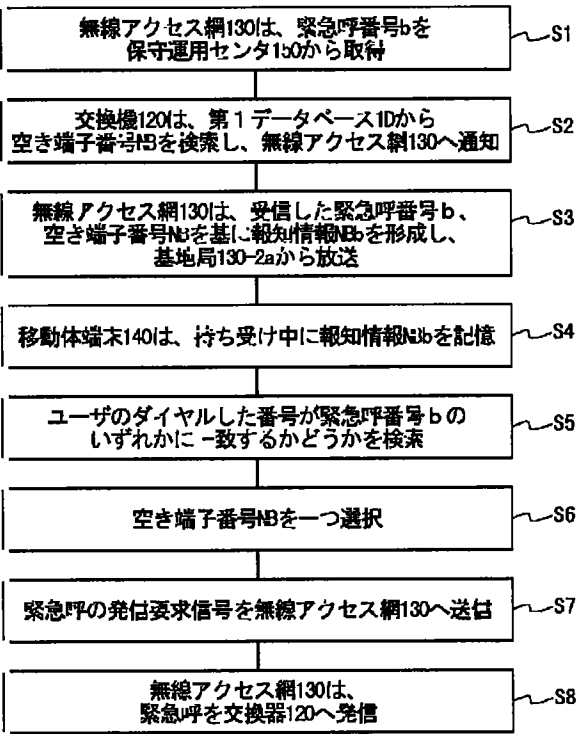 無線アクセス網130は、緊急呼番号bを
保守運用センタ150から取得
S1
交換機120は、第1データベース1Dから
空き端子番号NBを検索し、無線アクセス網130へ通知
S2
無線アクセス網130は、受信した緊急呼番号b、
空き端子番号NBを基に報知情報NBbを形成し、
基地局130-2aから放送
S3
移動体端末140は、持ち受け中に報知情報NBbを記憶
S4
ユーザのダイヤルした番号が緊急呼番号bの
いずれかに一致するかどうかを検索
S5
空き端子番号NBを一つ選択
S6
緊急呼の発信要求信号を無線アクセス網130へ送信
S7
無線アクセス網130は、
緊急呼を交換器120へ発信
S8